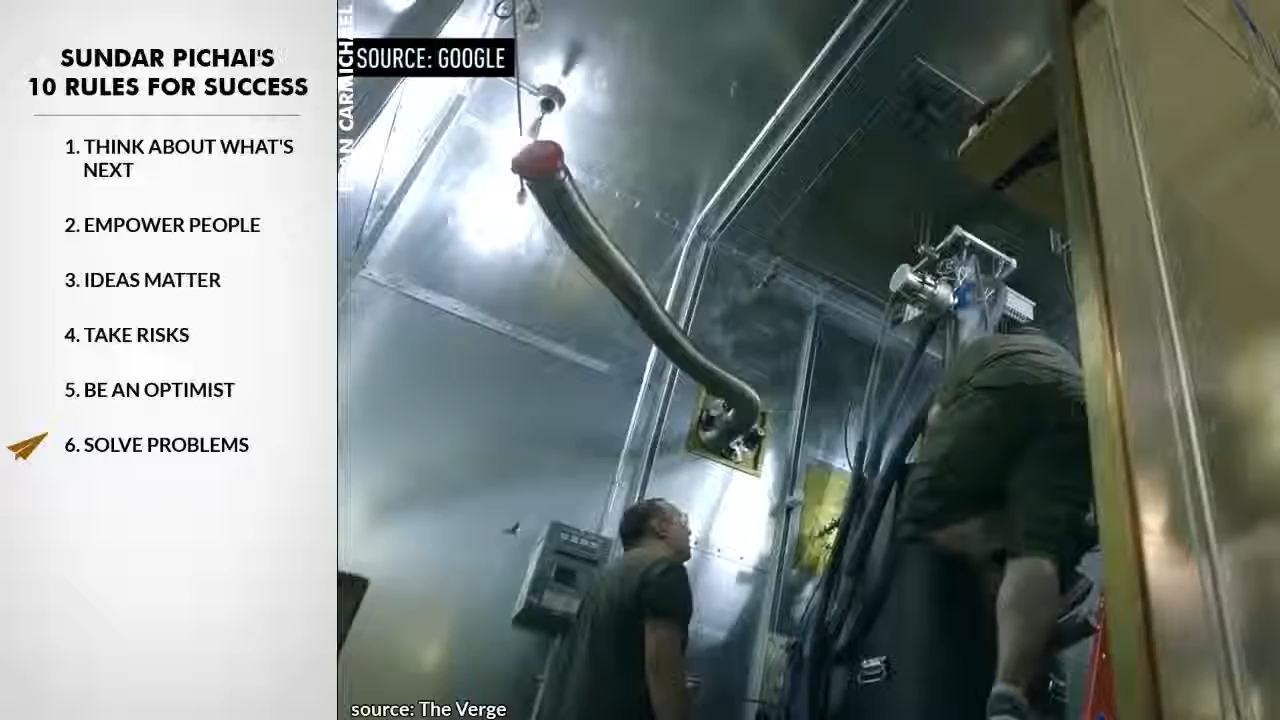 SUNDAR PICHAI'S
10 RULES FOR SUCCESS
1. THINK ABOUT WHAT'S
NEXT
2. EMPOWER PEOPLE
3. IDEAS MATTER
4. TAKE RISKS
5. BE AN OPTIMIST
6. SOLVE PROBLEMS
CARMICHAEL
SOURCE: GOOGLE
source: The Verge